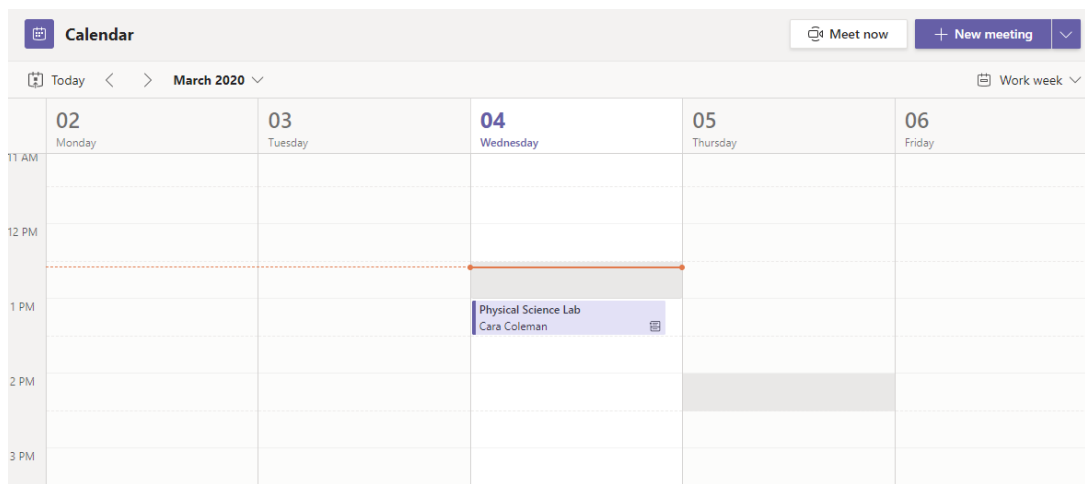 Calendar
Meet now
+ New meeting
Today
March 2020
Work week
02
Monday
03
Tuesday
04
Wednesday
05
Thursday
06
Friday
11 AM
12 PM
1 PM
Physical Science Lab
Cara Coleman
2 PM
3 PM